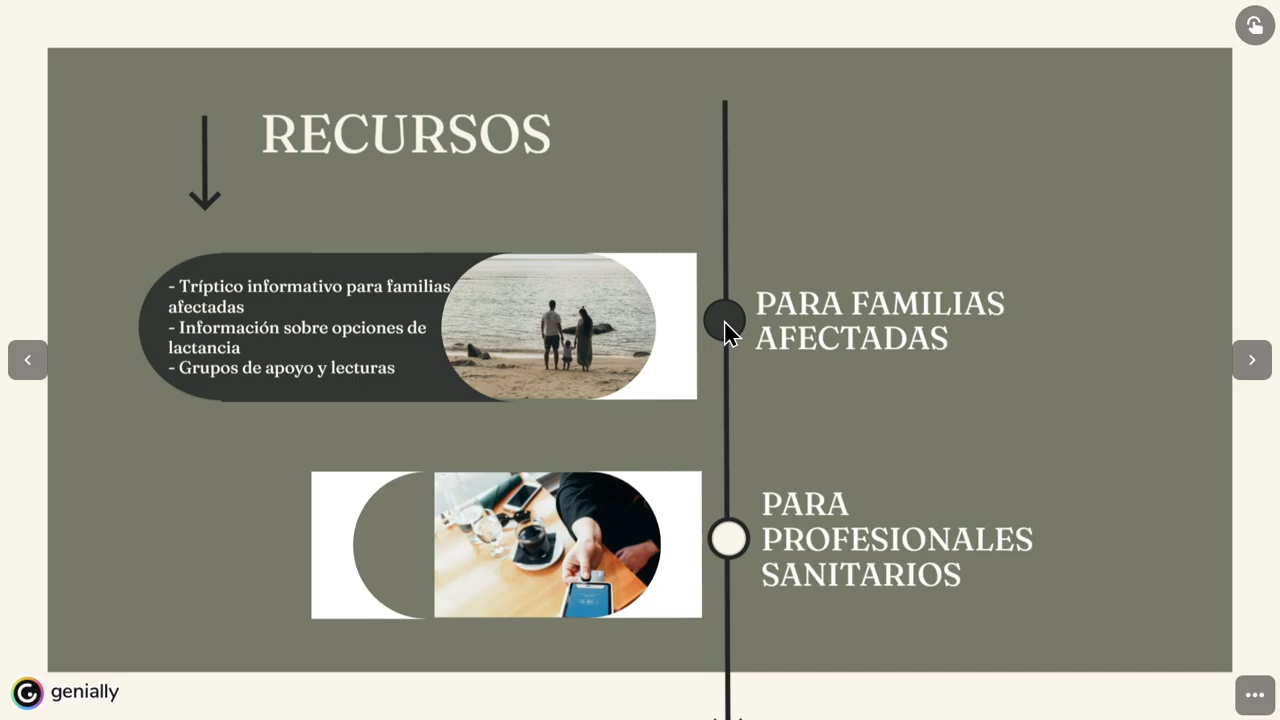 RECURSOS
- Tríptico informativo para familias
afectadas
- Información sobre opciones de
lactancia
- Grupos de apoyo y lecturas
PARA FAMILIAS
AFECTADAS
PARA
PROFESIONALES
SANITARIOS
genially